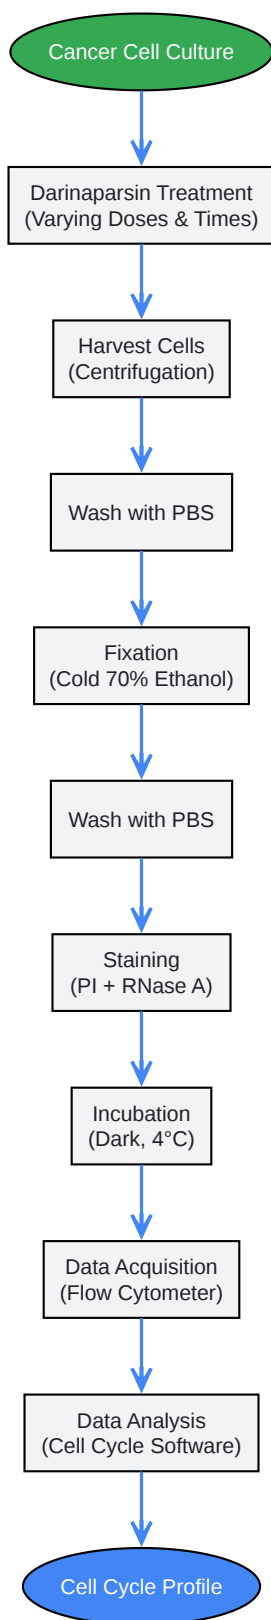 Cancer Cell Culture
Darinaparsin Treatment
(Varying Doses & Times)
Harvest Cells
(Centrifugation)
Wash with PBS
Fixation
(Cold 70% Ethanol)
Wash with PBS
Staining
(PI + RNase A)
Incubation
(Dark, 4°C)
Data Acquisition
(Flow Cytometer)
Data Analysis
(Cell Cycle Software)
Cell Cycle Profile